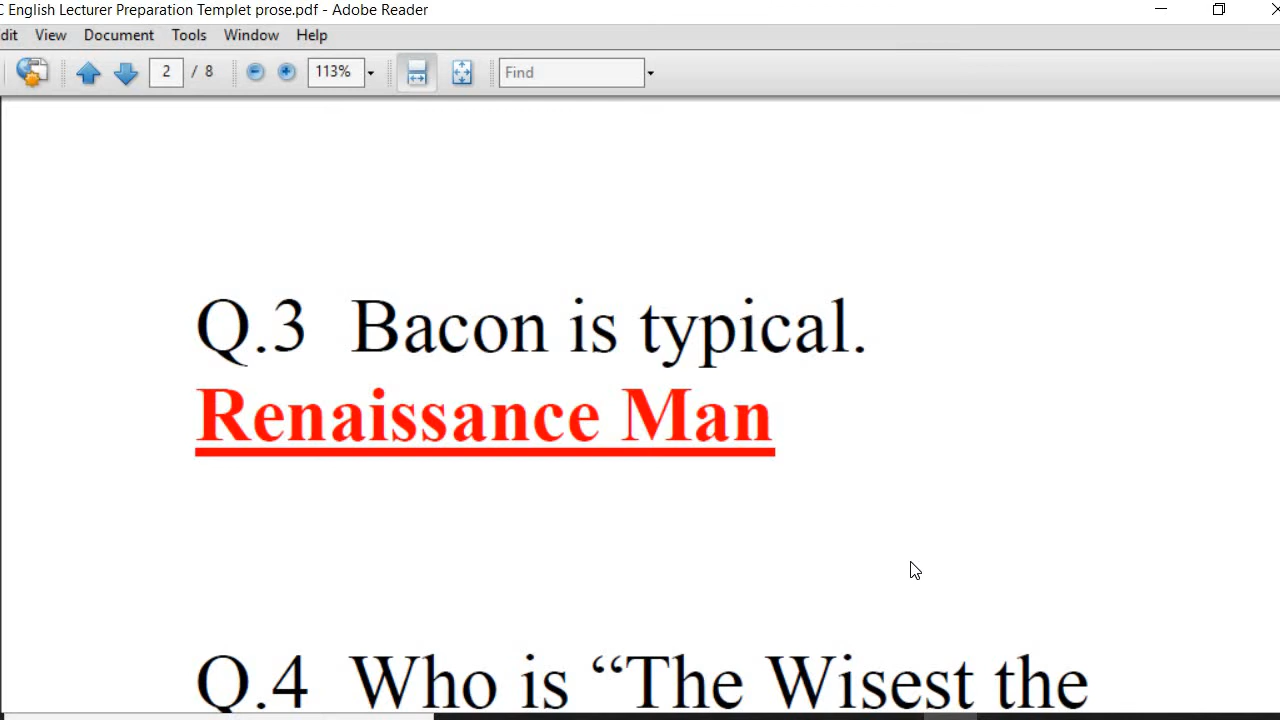 English Lecturer Preparation Templet prose.pdf - Adobe Reader
dit View Document Tools Window Help
2 / 8 113% Find
Q.3 Bacon is typical.
Renaissance Man
Q.4 Who is “The Wisest the